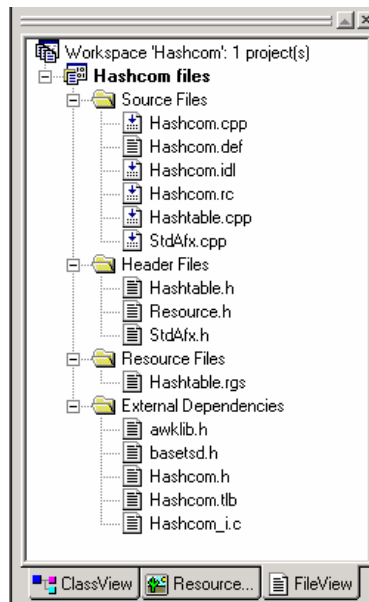 Workspace 'Hashcom': 1 project(s)
Hashcom files
Source Files
Hashcom.cpp
Hashcom.def
Hashcom.idl
Hashcom.rc
Hashtable.cpp
StdAfx.cpp
Header Files
Hashtable.h
Resource.h
StdAfx.h
Resource Files
Hashtable.rgs
External Dependencies
awklib.h
basetsd.h
Hashcom.h
Hashcom.tlb
Hashcom_i.c
ClassView Resource... FileView